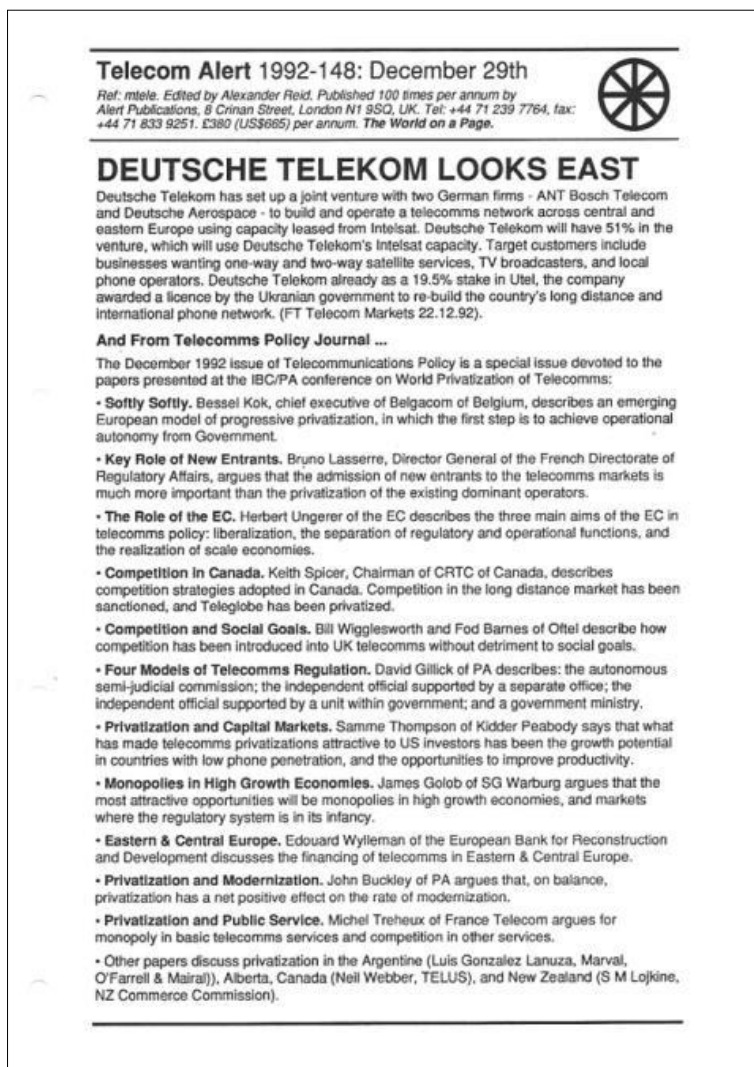 Telecom Alert 1992-148: December 29th
Ref: mtele. Edited by Alexander Reid. Published 100 times per annum by
Alert Publications, 8 Crinan Street, London N1 9SQ, UK. Tel: +44 71 239 7764, fax:
+44 71 833 9251. £380 (US$665) per annum. The World on a Page.
DEUTSCHE TELEKOM LOOKS EAST
Deutsche Telekom has set up a joint venture with two German firms - ANT Bosch Telecom
and Deutsche Aerospace - to build and operate a telecomms network across central and
eastern Europe using capacity leased from Intelsat. Deutsche Telekom will have 51% in the
venture, which will use Deutsche Telekom's Intelsat capacity. Target customers include
businesses wanting one-way and two-way satellite services, TV broadcasters, and local
phone operators. Deutsche Telekom already as a 19.5% stake in Utel, the company
awarded a licence by the Ukranian government to re-build the country's long distance and
international phone network. (FT Telecom Markets 22.12.92).
And From Telecomms Policy Journal ...
The December 1992 issue of Telecommunications Policy is a special issue devoted to the
papers presented at the IBC/PA conference on World Privatization of Telecomms:
• Softly Softly. Bessel Kok, chief executive of Belgacom of Belgium, describes an emerging
European model of progressive privatization, in which the first step is to achieve operational
autonomy from Government.
• Key Role of New Entrants. Bruno Lasserre, Director General of the French Directorate of
Regulatory Affairs, argues that the admission of new entrants to the telecomms markets is
much more important than the privatization of the existing dominant operators.
• The Role of the EC. Herbert Ungerer of the EC describes the three main aims of the EC in
telecomms policy: liberalization, the separation of regulatory and operational functions, and
the realization of scale economies.
• Competition in Canada. Keith Spicer, Chairman of CRTC of Canada, describes
competition strategies adopted in Canada. Competition in the long distance market has been
sanctioned, and Teleglobe has been privatized.
• Competition and Social Goals. Bill Wigglesworth and Fod Barnes of Oftel describe how
competition has been introduced into UK telecomms without detriment to social goals.
• Four Models of Telecomms Regulation. David Gillick of PA describes: the autonomous
semi-judicial commission; the independent official supported by a separate office; the
independent official supported by a unit within government; and a government ministry.
• Privatization and Capital Markets. Samme Thompson of Kidder Peabody says that what
has made telecomms privatizations attractive to US investors has been the growth potential
in countries with low phone penetration, and the opportunities to improve productivity.
• Monopolies in High Growth Economies. James Golob of SG Warburg argues that the
most attractive opportunities will be monopolies in high growth economies, and markets
where the regulatory system is in its infancy.
• Eastern & Central Europe. Edouard Wylleman of the European Bank for Reconstruction
and Development discusses the financing of telecomms in Eastern & Central Europe.
• Privatization and Modernization. John Buckley of PA argues that, on balance,
privatization has a net positive effect on the rate of modernization.
• Privatization and Public Service. Michel Treheux of France Telecom argues for
monopoly in basic telecomms services and competition in other services.
• Other papers discuss privatization in the Argentine (Luis Gonzalez Lanuza, Marval,
O'Farrell & Mairal)), Alberta, Canada (Neil Webber, TELUS), and New Zealand (S M Lojkine,
NZ Commerce Commission).